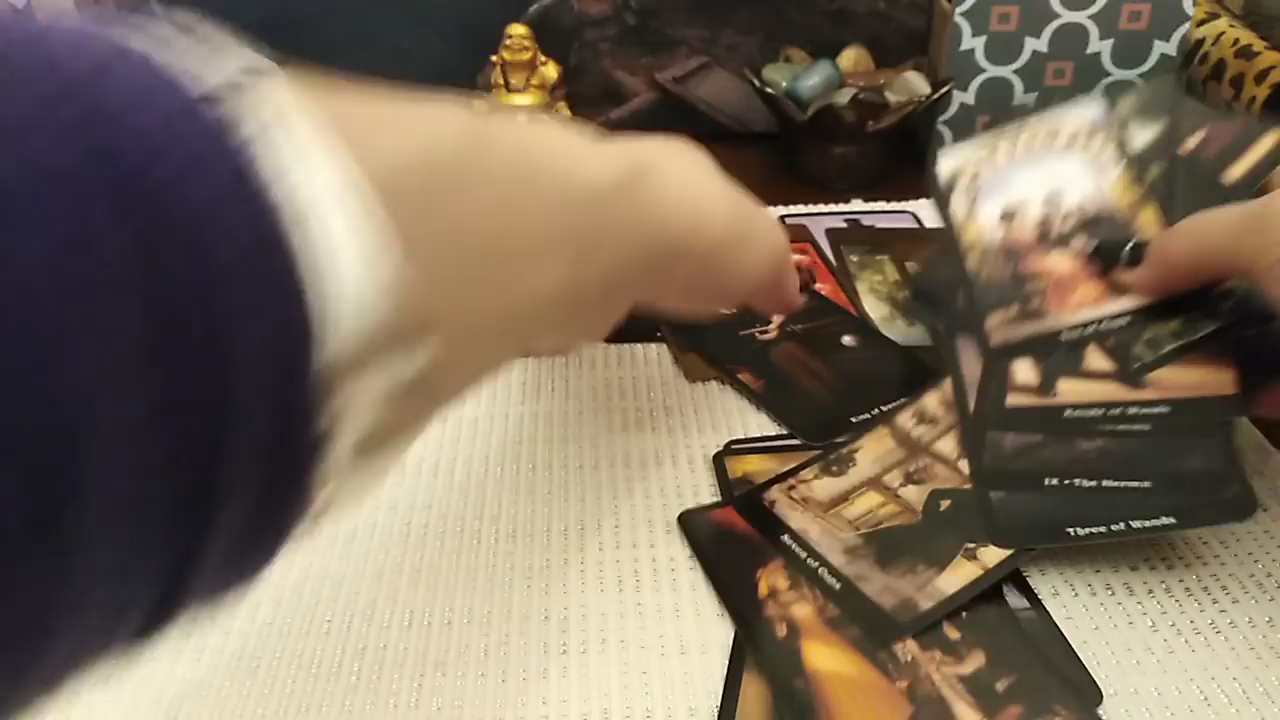 King of Swords
Knight of Wands
IX • The Hermit
Three of Wands
Seven of Cups